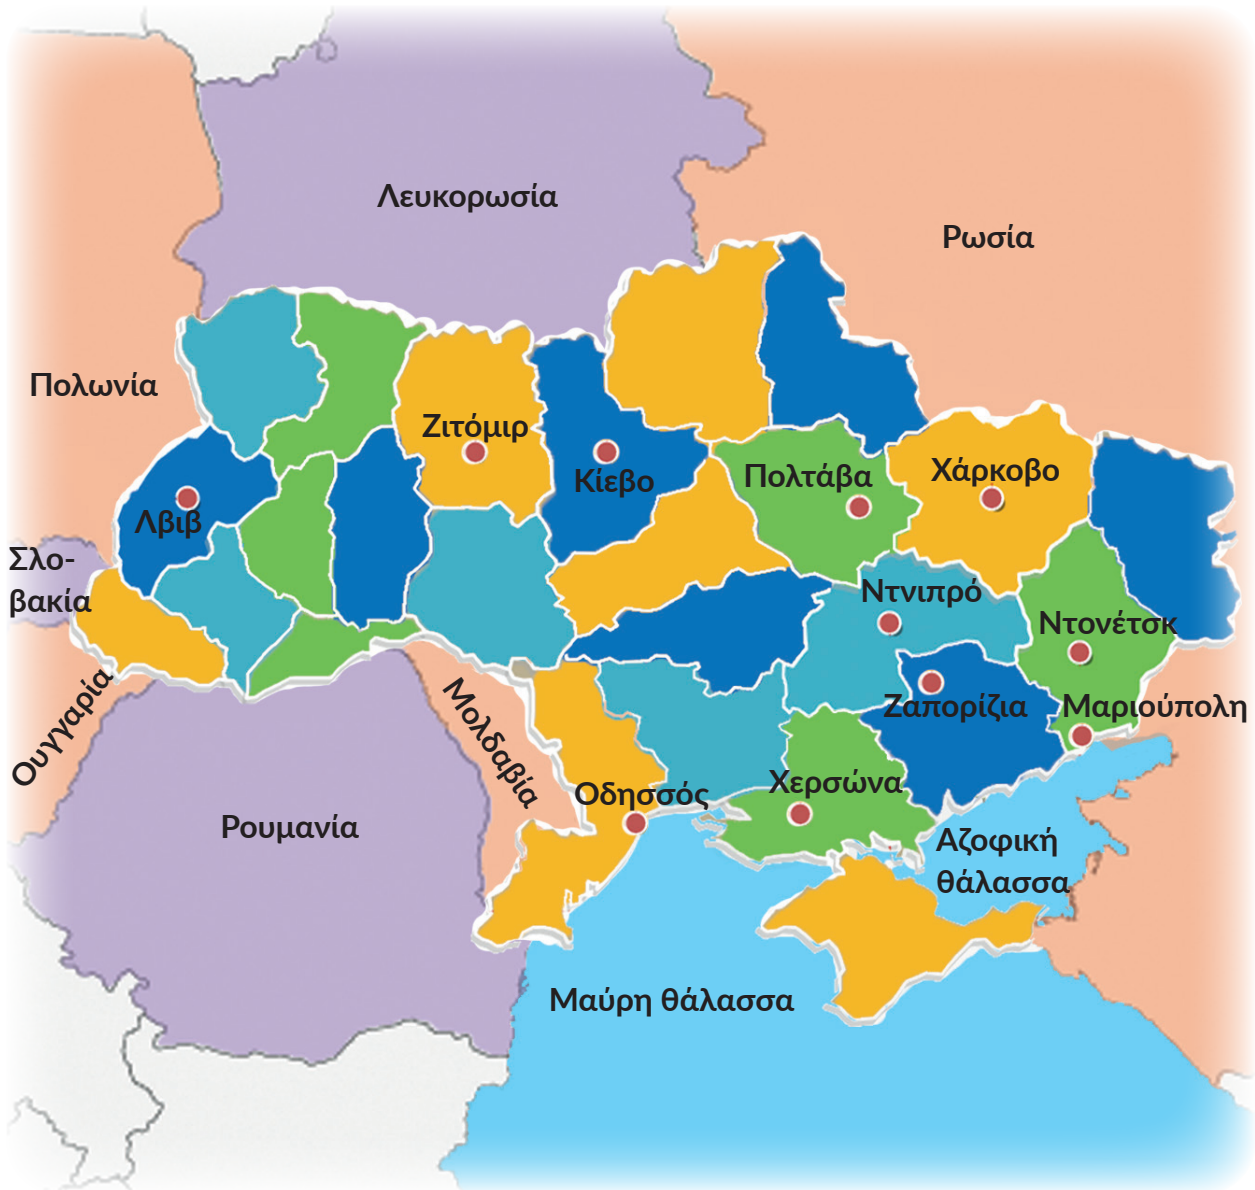 Λευκορωσία
Ρωσία
Πολωνία
Ζιτόμιρ
Κίεβο
Πολτάβα
Χάρκοβο
Λβιβ
Σλο-
βακία
Ντνιπρό
Ντονέτσκ
Ουγγαρία
Μολδαβία
Ζαπορίζια
Μαριούπολη
Οδησσός
Χερσώνα
Ρουμανία
Αζοφική
θάλασσα
Μαύρη θάλασσα